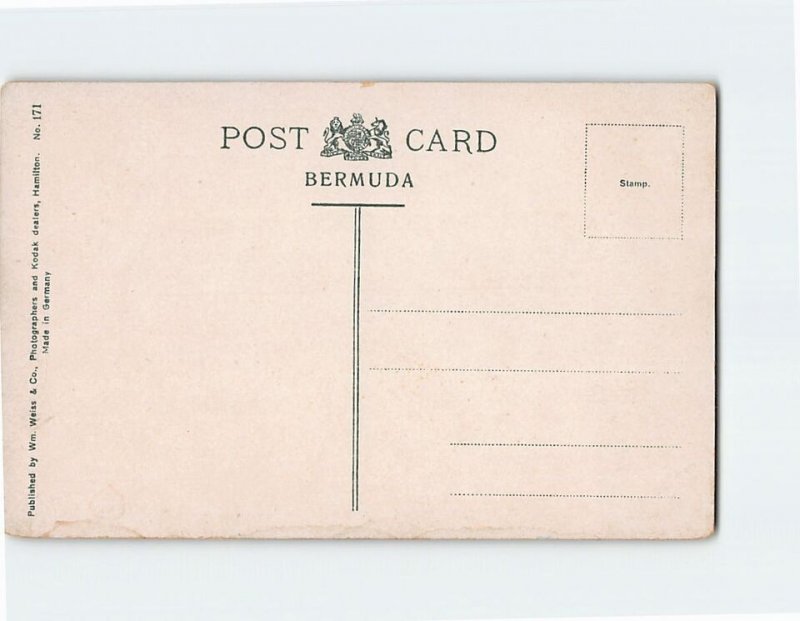 POST CARD
BERMUDA
Stamp.
Published by Wm. Weiss & Co., Photographers and Kodak dealers, Hamilton. No. 171
Made in Germany